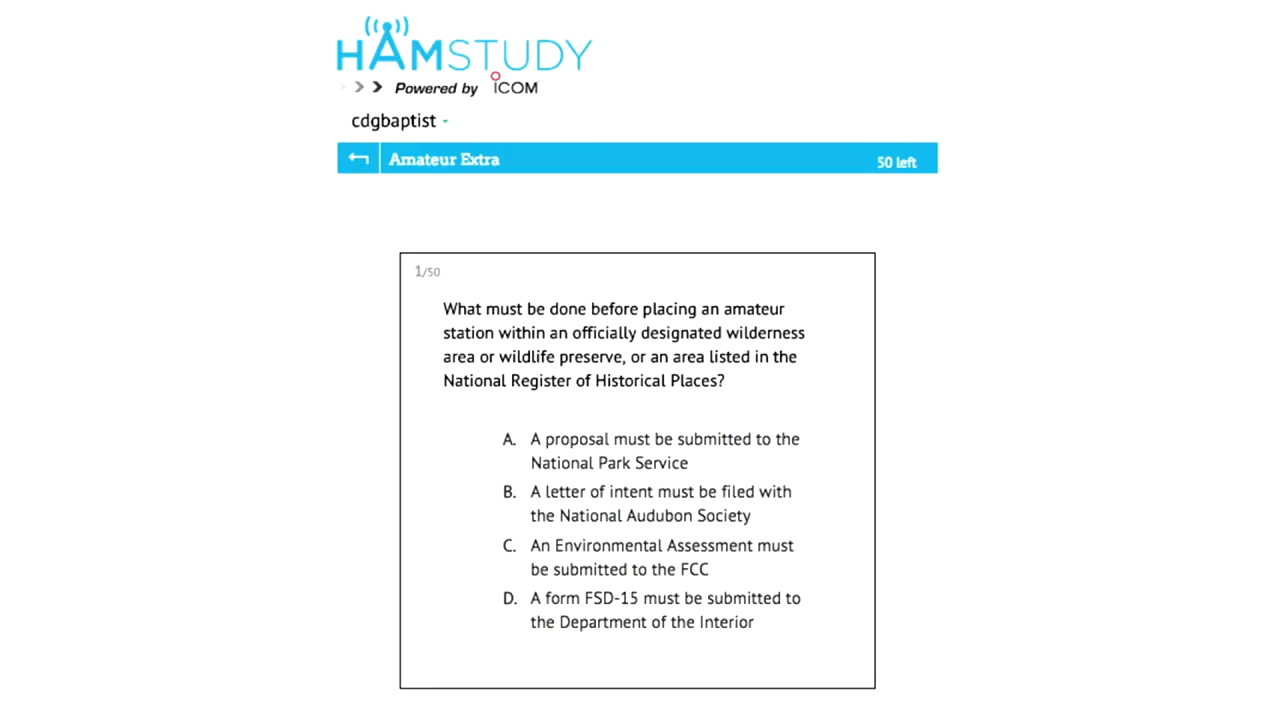 HAMSTUDY
Powered by ICOM
cdgbaptist
Amateur Extra 50 left
1/50
What must be done before placing an amateur
station within an officially designated wilderness
area or wildlife preserve, or an area listed in the
National Register of Historical Places?
A. A proposal must be submitted to the
National Park Service
B. A letter of intent must be filed with
the National Audubon Society
C. An Environmental Assessment must
be submitted to the FCC
D. A form FSD-15 must be submitted to
the Department of the Interior